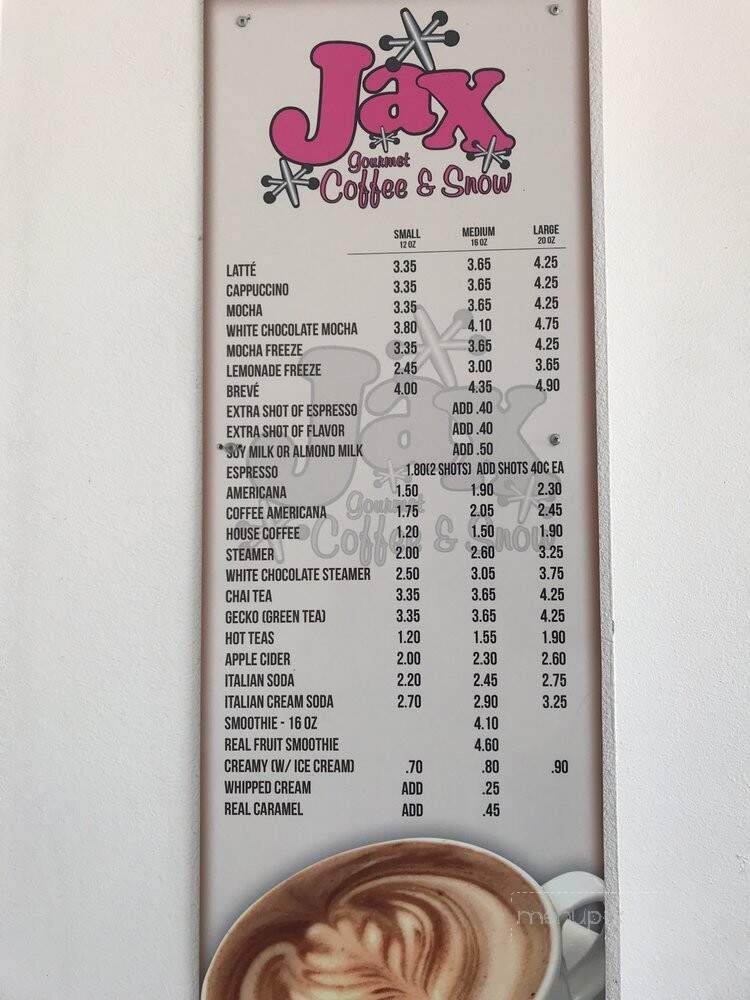 Jax
Gourmet
Coffee & Snow
SMALL MEDIUM LARGE
12 OZ 16 OZ 20 OZ
LATTÉ 3.35 3.65 4.25
CAPPUCCINO 3.35 3.65 4.25
MOCHA 3.35 3.65 4.25
WHITE CHOCOLATE MOCHA 3.80 4.10 4.75
MOCHA FREEZE 3.35 3.65 4.25
LEMONADE FREEZE 2.45 3.00 3.65
BREVÉ 4.00 4.35 4.90
EXTRA SHOT OF ESPRESSO ADD .40
EXTRA SHOT OF FLAVOR ADD .40
SOY MILK OR ALMOND MILK ADD .50
ESPRESSO 1.80(2 SHOTS) ADD SHOTS 40C EA
AMERICANA 1.50 1.90 2.30
COFFEE AMERICANA 1.75 2.05 2.45
HOUSE COFFEE 1.20 1.50 1.90
STEAMER 2.00 2.60 3.25
WHITE CHOCOLATE STEAMER 2.50 3.05 3.75
CHAI TEA 3.35 3.65 4.25
GECKO (GREEN TEA) 3.35 3.65 4.25
HOT TEAS 1.20 1.55 1.90
APPLE CIDER 2.00 2.30 2.60
ITALIAN SODA 2.20 2.45 2.75
ITALIAN CREAM SODA 2.70 2.90 3.25
SMOOTHIE - 16 OZ 4.10
REAL FRUIT SMOOTHIE 4.60
CREAMY (W/ ICE CREAM) .70 .80 .90
WHIPPED CREAM ADD .25
REAL CARAMEL ADD .45
Jax
Gourmet
Coffee & Snow